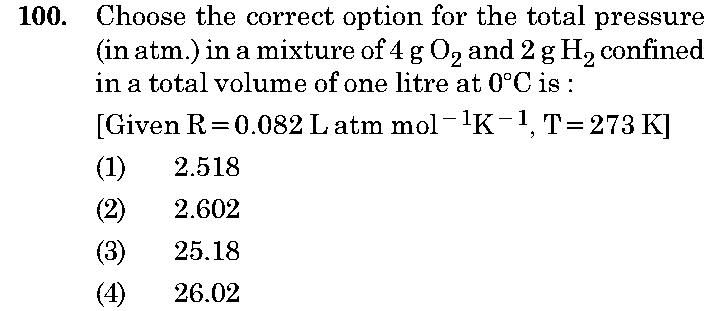 100. Choose the correct option for the total pressure
(in atm.) in a mixture of 4 g O₂ and 2 g H₂ confined
in a total volume of one litre at 0°C is :
[Given R = 0.082 L atm mol⁻¹K⁻¹, T = 273 K]
(1) 2.518
(2) 2.602
(3) 25.18
(4) 26.02